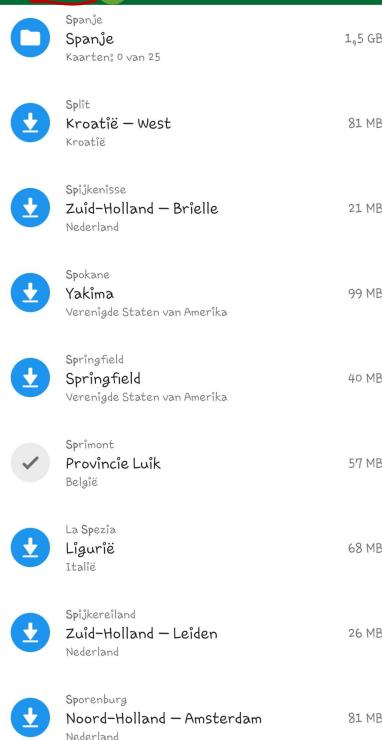 Spanje
Spanje
1,5 GB
Kaarten: 0 van 25
Split
Kroatië – West
81 MB
Kroatië
Spijkenisse
Zuid-Holland – Brielle
21 MB
Nederland
Spokane
Yakima
99 MB
Verenigde Staten van Amerika
Springfield
Springfield
40 MB
Verenigde Staten van Amerika
Sprimont
Provincie Luik
57 MB
België
La Spezia
Ligurië
68 MB
Italië
Spijkereiland
Zuid-Holland – Leiden
26 MB
Nederland
Sporenburg
Noord-Holland – Amsterdam
81 MB
Nederland